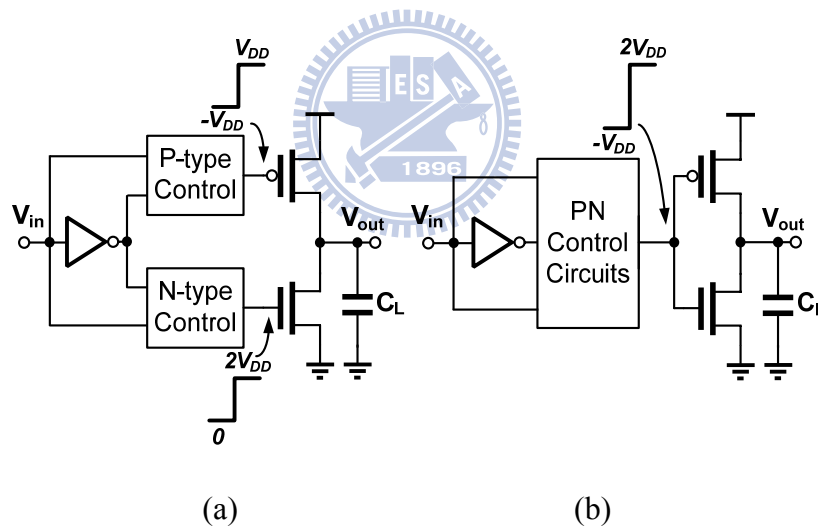 V_DD
-V_DD
P-type
Control
V_in
N-type
Control
V_out
C_L
2V_DD
0
(a)
2V_DD
-V_DD
V_in
PN
Control
Circuits
V_out
(b)
E S A
1896